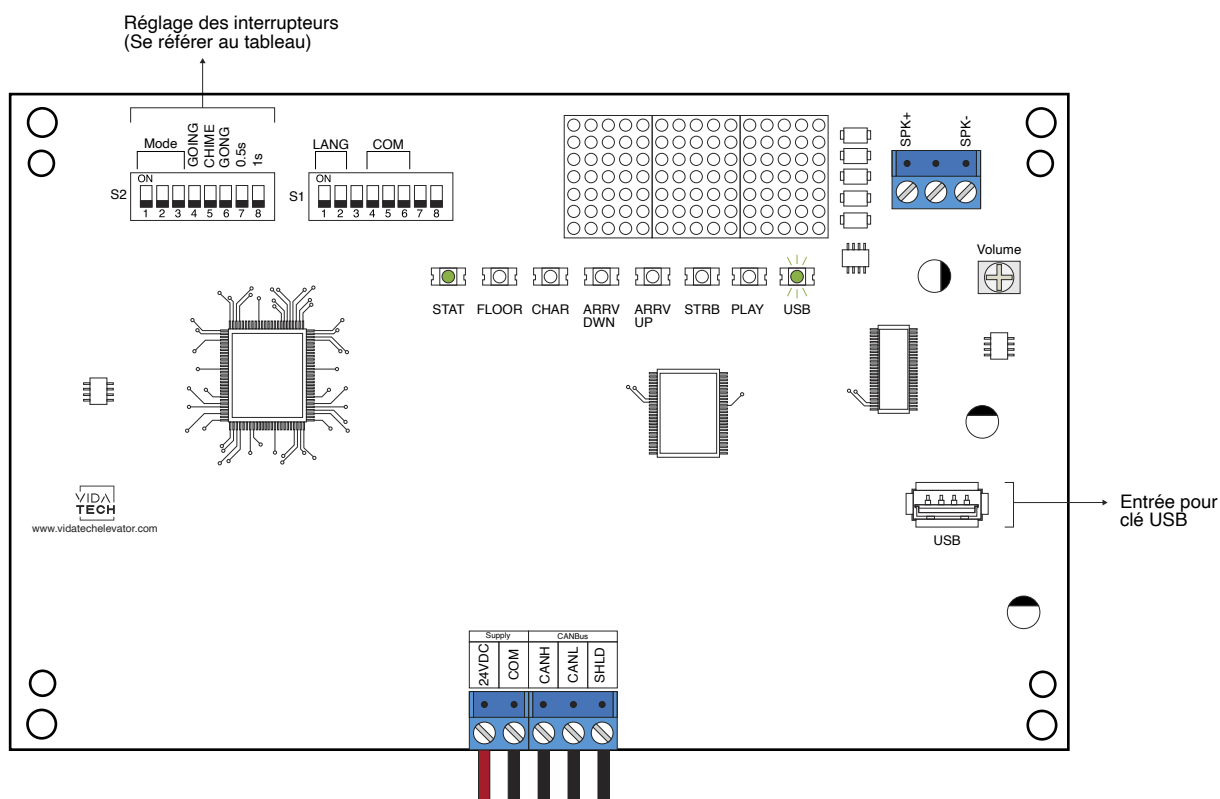 Réglage des interrupteurs
(Se référer au tableau)
Mode
GOING
CHIME
GONG
0.5s
1s
S2
ON
1 2 3 4 5 6 7 8
LANG COM
S1
ON
1 2 3 4 5 6 7 8
SPK+
SPK-
Volume
STAT FLOOR CHAR ARRV DWN ARRV UP STRB PLAY USB
VIDA
TECH
www.vidatechelevator.com
USB
Entrée pour
clé USB
Supply CANBus
24VDC
COM
CANH
CANL
SHLD